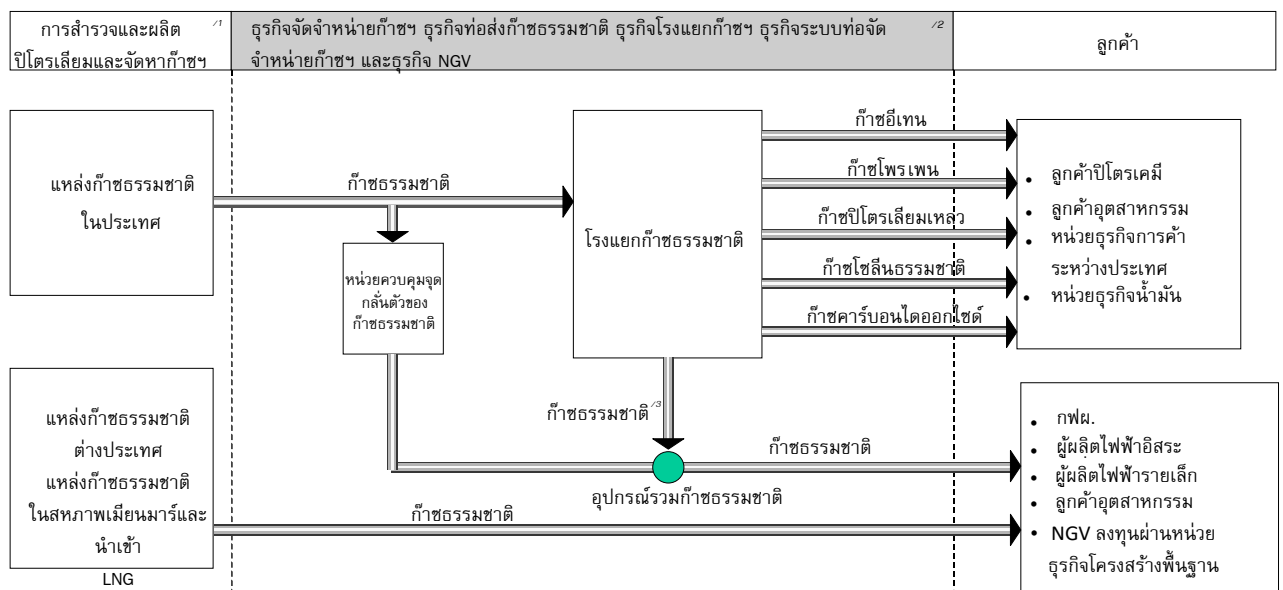 การสำรวจและผลิต /1
ปิโตรเลียมและจัดหาก๊าซฯ
ธุรกิจจัดจำหน่ายก๊าซฯ ธุรกิจท่อส่งก๊าซธรรมชาติ ธุรกิจโรงแยกก๊าซฯ ธุรกิจระบบท่อจัด /2
จำหน่ายก๊าซฯ และธุรกิจ NGV
ลูกค้า
แหล่งก๊าซธรรมชาติ
ในประเทศ
ก๊าซธรรมชาติ
หน่วยควบคุมจุด
กลั่นตัวของ
ก๊าซธรรมชาติ
โรงแยกก๊าซธรรมชาติ
ก๊าซอีเทน
ก๊าซโพรเพน
ก๊าซปิโตรเลียมเหลว
ก๊าซโซลีนธรรมชาติ
ก๊าซคาร์บอนไดออกไซด์
• ลูกค้าปิโตรเคมี
• ลูกค้าอุตสาหกรรม
• หน่วยธุรกิจการค้า
ระหว่างประเทศ
• หน่วยธุรกิจน้ำมัน
แหล่งก๊าซธรรมชาติ
ต่างประเทศ
แหล่งก๊าซธรรมชาติ
ในสหภาพเมียนมาร์และ
นำเข้า
LNG
ก๊าซธรรมชาติ /3
ก๊าซธรรมชาติ
อุปกรณ์รวมก๊าซธรรมชาติ
ก๊าซธรรมชาติ
• กฟผ.
• ผู้ผลิตไฟฟ้าอิสระ
• ผู้ผลิตไฟฟ้ารายเล็ก
• ลูกค้าอุตสาหกรรม
• NGV ลงทุนผ่านหน่วย
ธุรกิจโครงสร้างพื้นฐาน